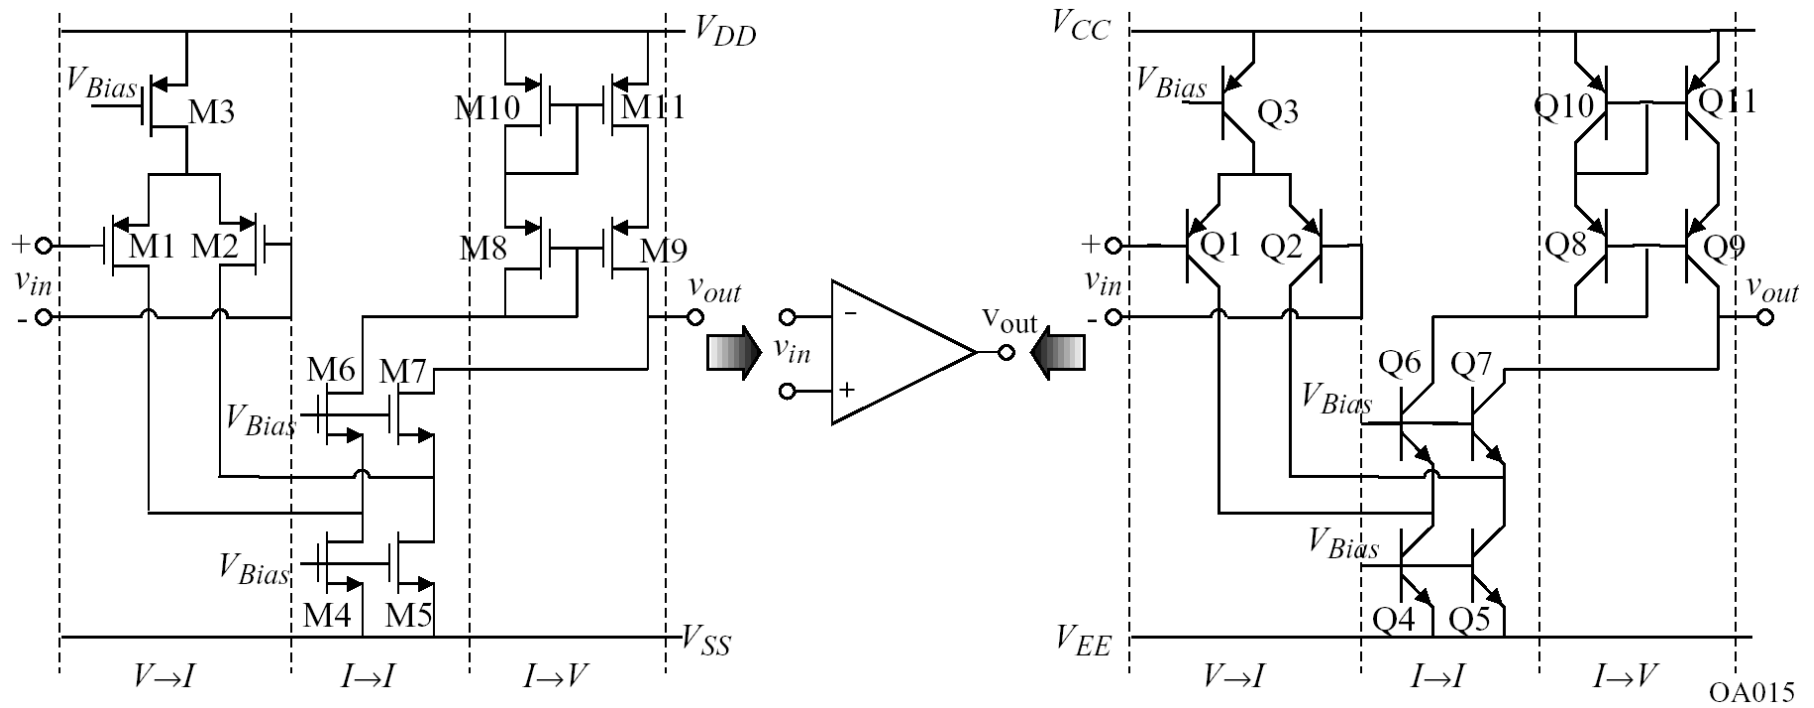 V_DD
V_Bias
M3
M10
M11
+
v_in
-
M1
M2
M8
M9
v_out
M6
M7
V_Bias
V_Bias
M4
M5
V_SS
V→I
I→I
I→V
-
v_in
+
v_out
V_CC
V_Bias
Q3
Q10
Q11
+
v_in
-
Q1
Q2
Q8
Q9
v_out
Q6
Q7
V_Bias
V_Bias
Q4
Q5
V_EE
V→I
I→I
I→V
OA015